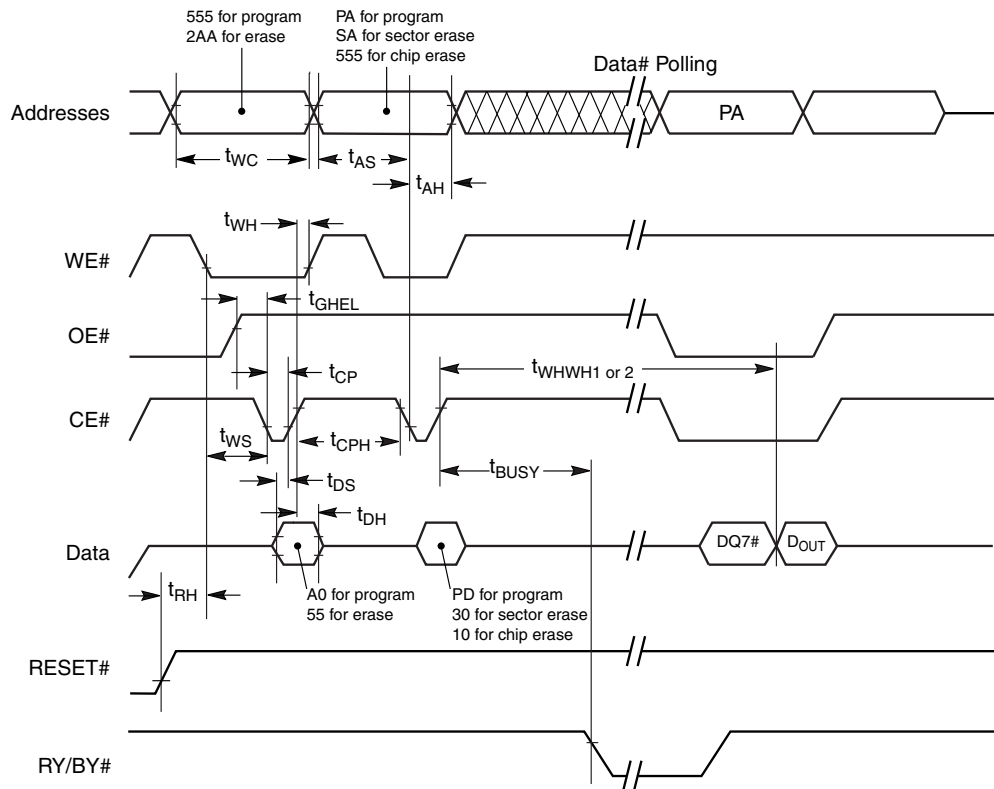 555 for program
2AA for erase
PA for program
SA for sector erase
555 for chip erase
Data# Polling
Addresses
PA
tWC
tAS
tAH
tWH
WE#
tGHEL
OE#
tWHWH1 or 2
tCP
CE#
tWS
tCPH
tBUSY
tDS
tDH
Data
DQ7#
DOUT
tRH
A0 for program
55 for erase
PD for program
30 for sector erase
10 for chip erase
RESET#
RY/BY#